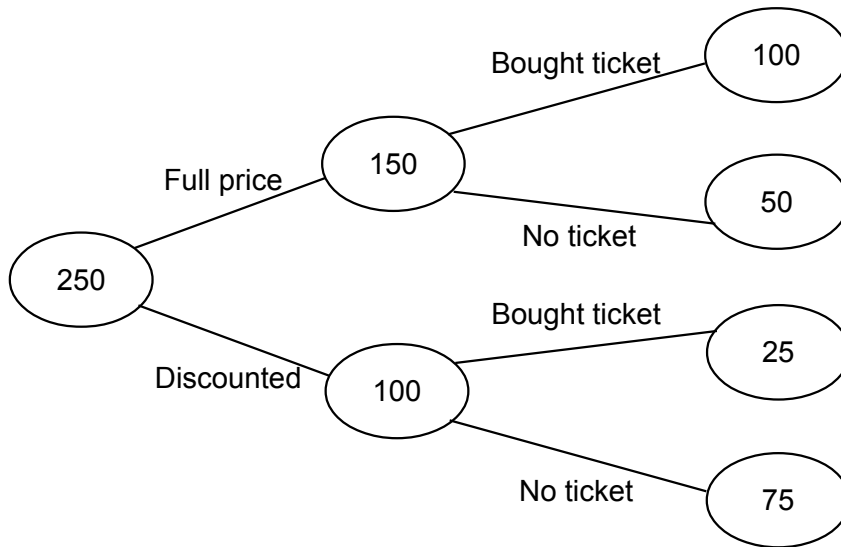 Bought ticket
100
Full price
150
No ticket
50
250
Bought ticket
25
Discounted
100
No ticket
75